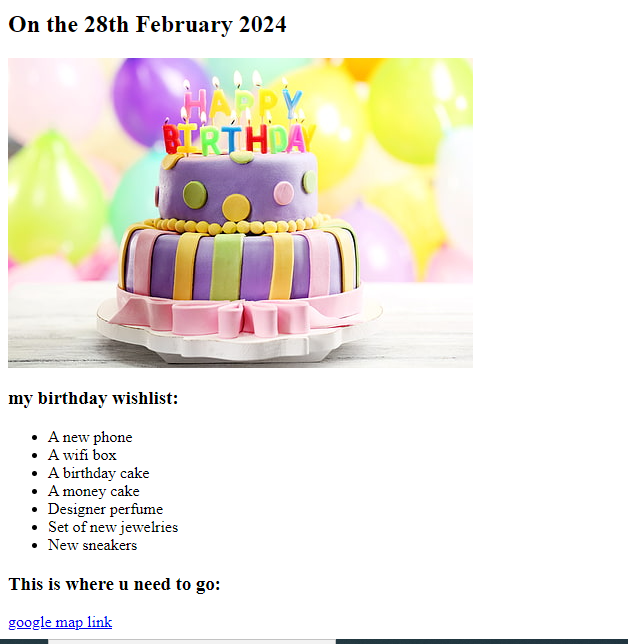 On the 28th February 2024
HAPPY
BIRTHDAY
my birthday wishlist:
A new phone
A wifi box
A birthday cake
A money cake
Designer perfume
Set of new jewelries
New sneakers
This is where u need to go:
google map link